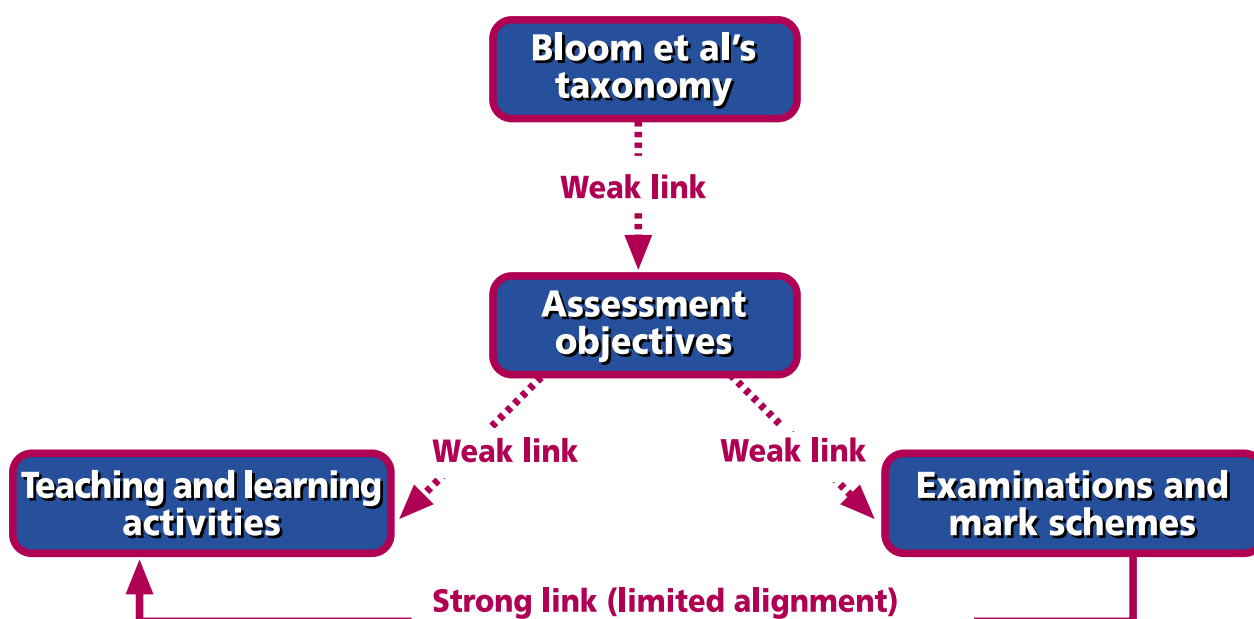 Bloom et al’s
taxonomy
Weak link
Assessment
objectives
Weak link
Weak link
Teaching and learning
activities
Examinations and
mark schemes
Strong link (limited alignment)